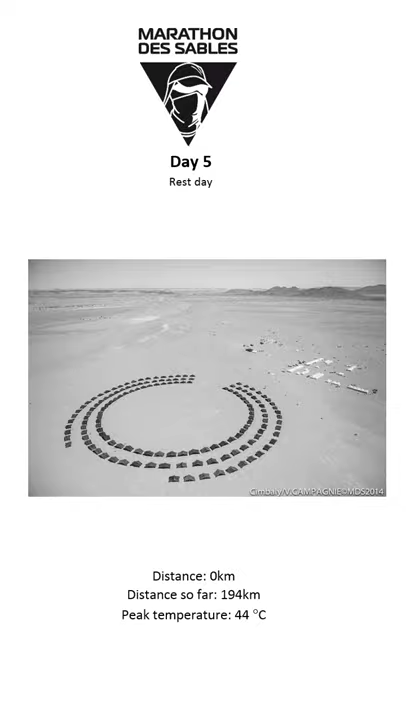 MARATHON
DES SABLES
Day 5
Rest day
Cimbaly/V.CAMPAGNIE©MDS2014
Distance: 0km
Distance so far: 194km
Peak temperature: 44 °C